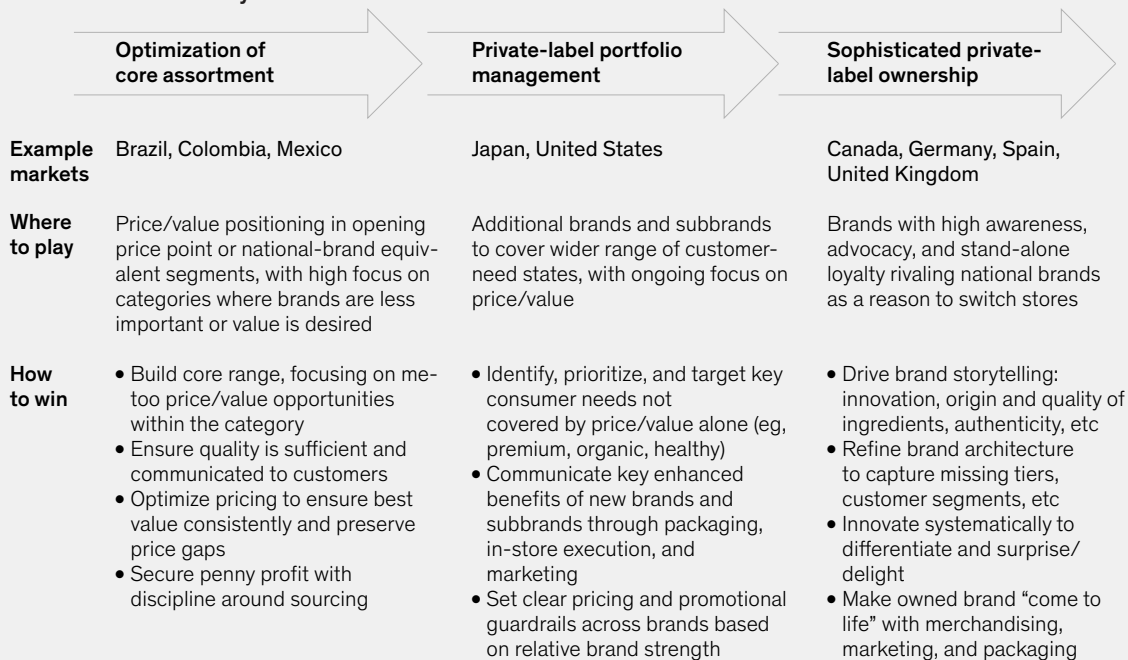 Optimization of
core assortment
Private-label portfolio
management
Sophisticated private-
label ownership
Example
markets
Brazil, Colombia, Mexico
Japan, United States
Canada, Germany, Spain,
United Kingdom
Where
to play
Price/value positioning in opening
price point or national-brand equiv-
alent segments, with high focus on
categories where brands are less
important or value is desired
Additional brands and subbrands
to cover wider range of customer-
need states, with ongoing focus on
price/value
Brands with high awareness,
advocacy, and stand-alone
loyalty rivaling national brands
as a reason to switch stores
How
to win
• Build core range, focusing on me-
too price/value opportunities
within the category
• Ensure quality is sufficient and
communicated to customers
• Optimize pricing to ensure best
value consistently and preserve
price gaps
• Secure penny profit with
discipline around sourcing
• Identify, prioritize, and target key
consumer needs not
covered by price/value alone (eg,
premium, organic, healthy)
• Communicate key enhanced
benefits of new brands and
subbrands through packaging,
in-store execution, and
marketing
• Set clear pricing and promotional
guardrails across brands based
on relative brand strength
• Drive brand storytelling:
innovation, origin and quality of
ingredients, authenticity, etc
• Refine brand architecture
to capture missing tiers,
customer segments, etc
• Innovate systematically to
differentiate and surprise/
delight
• Make owned brand “come to
life” with merchandising,
marketing, and packaging